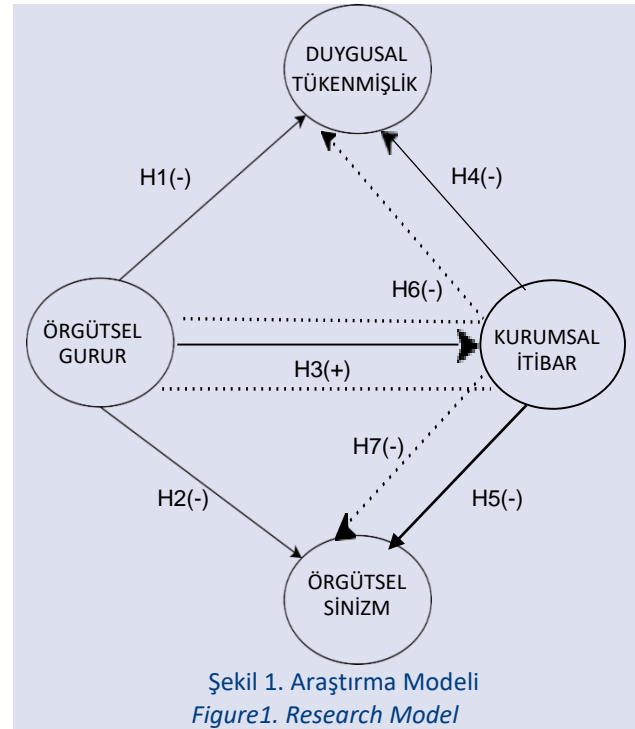 DUYGUSAL
TÜKENMİŞLİK
H1(-)
H4(-)
H6(-)
ÖRGÜTSEL
GURUR
KURUMSAL
İTİBAR
H3(+)
H7(-)
H2(-)
H5(-)
ÖRGÜTSEL
SİNİZM
Şekil 1. Araştırma Modeli
Figure1. Research Model